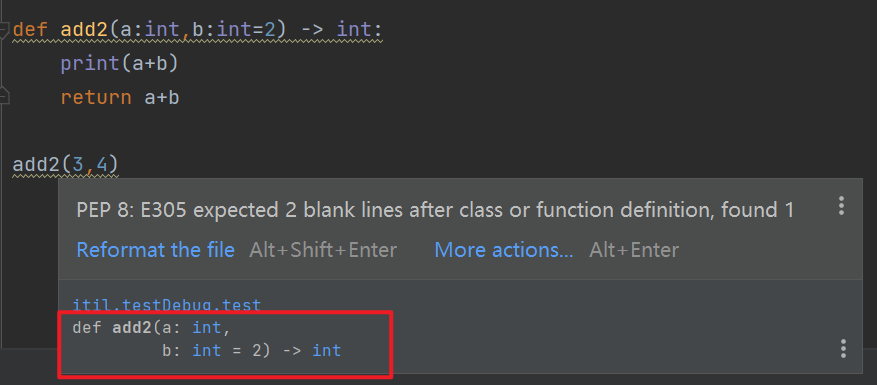 def add2(a:int,b:int=2) -> int:
print(a+b)
return a+b
add2(3,4)
PEP 8: E305 expected 2 blank lines after class or function definition, found 1
Reformat the file Alt+Shift+Enter More actions... Alt+Enter
itil.testDebug.test
def add2(a: int,
b: int = 2) -> int